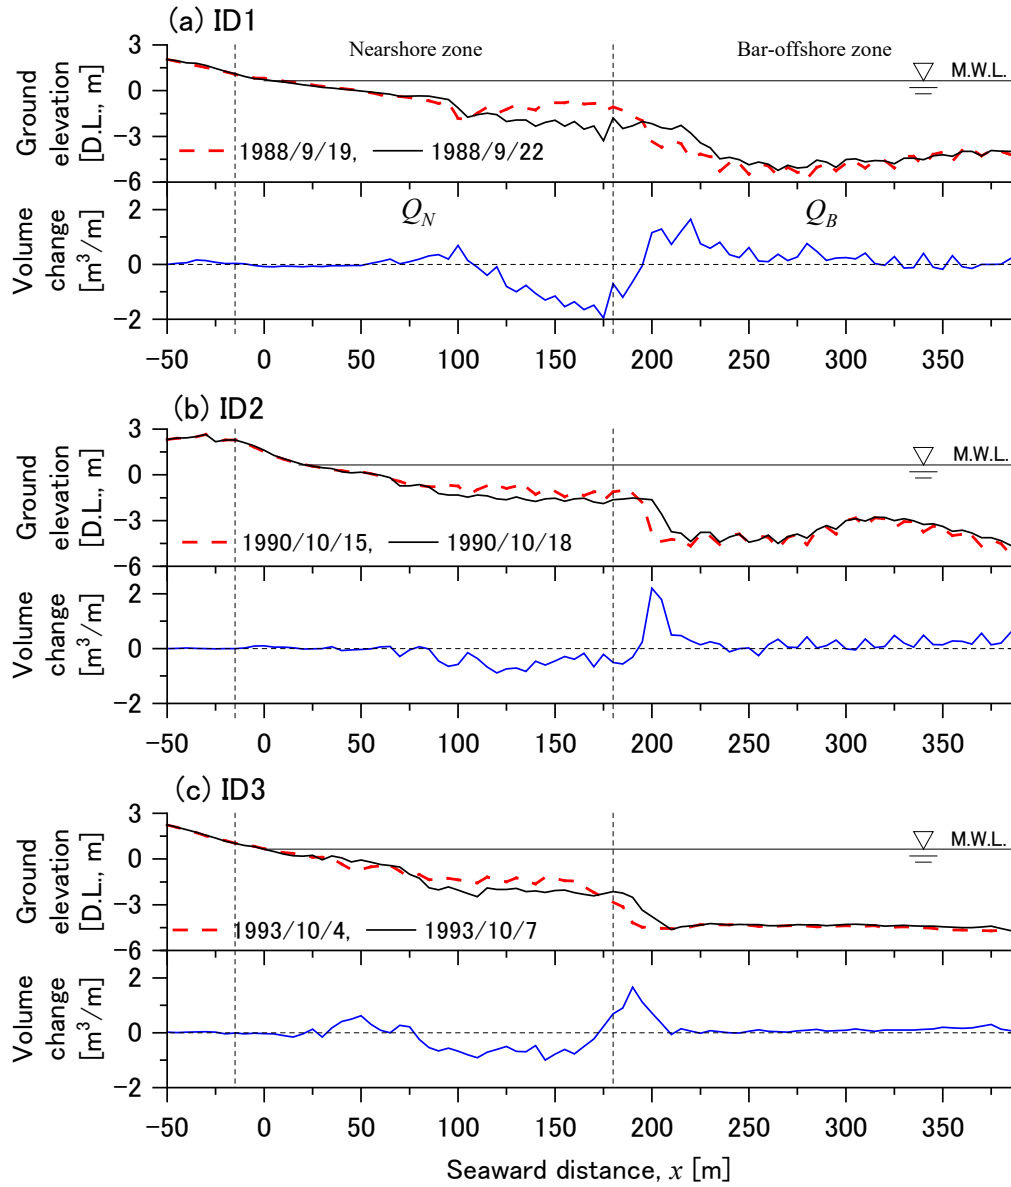 (a) ID1
Nearshore zone
Bar-offshore zone
M.W.L.
Ground elevation [D.L., m]
3
0
−3
−6
1988/9/19,
1988/9/22
Volume change [m³/m]
2
0
−2
Q_N
Q_B
−50 0 50 100 150 200 250 300 350
(b) ID2
M.W.L.
Ground elevation [D.L., m]
3
0
−3
−6
1990/10/15,
1990/10/18
Volume change [m³/m]
2
0
−2
−50 0 50 100 150 200 250 300 350
(c) ID3
M.W.L.
Ground elevation [D.L., m]
3
0
−3
−6
1993/10/4,
1993/10/7
Volume change [m³/m]
2
0
−2
−50 0 50 100 150 200 250 300 350
Seaward distance, x [m]